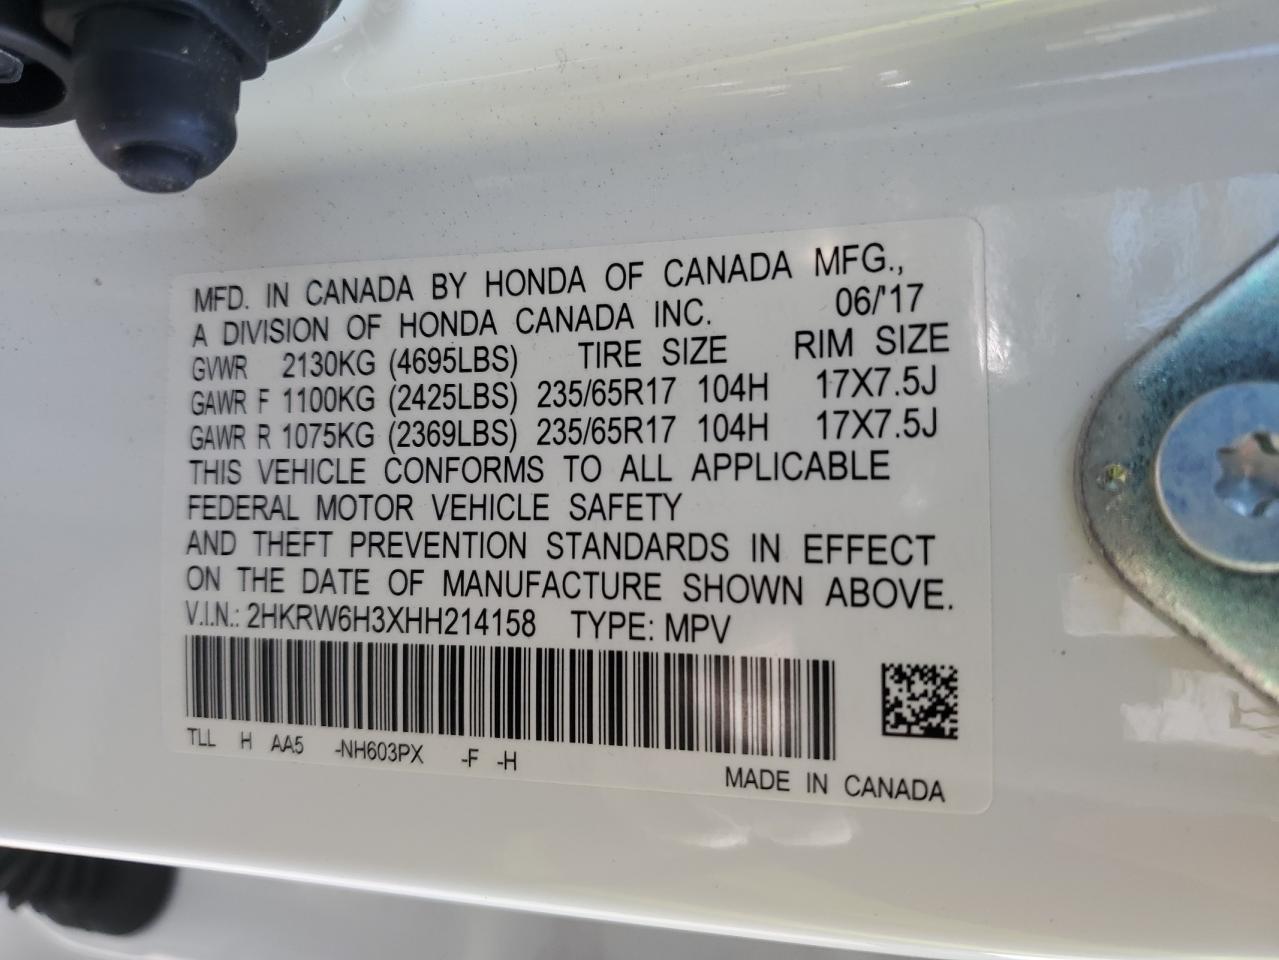 MFD. IN CANADA BY HONDA OF CANADA MFG.,
A DIVISION OF HONDA CANADA INC. 06/'17
GVWR 2130KG (4695LBS) TIRE SIZE RIM SIZE
GAWR F 1100KG (2425LBS) 235/65R17 104H 17X7.5J
GAWR R 1075KG (2369LBS) 235/65R17 104H 17X7.5J
THIS VEHICLE CONFORMS TO ALL APPLICABLE
FEDERAL MOTOR VEHICLE SAFETY
AND THEFT PREVENTION STANDARDS IN EFFECT
ON THE DATE OF MANUFACTURE SHOWN ABOVE.
V.I.N.: 2HKRW6H3XHH214158 TYPE: MPV
TLL H AA5 -NH603PX -F -H
MADE IN CANADA